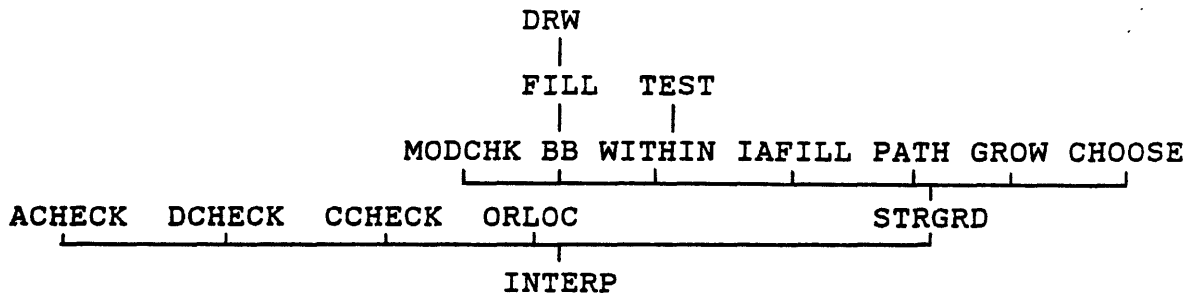 DRW
FILL TEST
MODCHK BB WITHIN IAFILL PATH GROW CHOOSE
ACHECK DCHECK CCHECK ORLOC STRGRD
INTERP